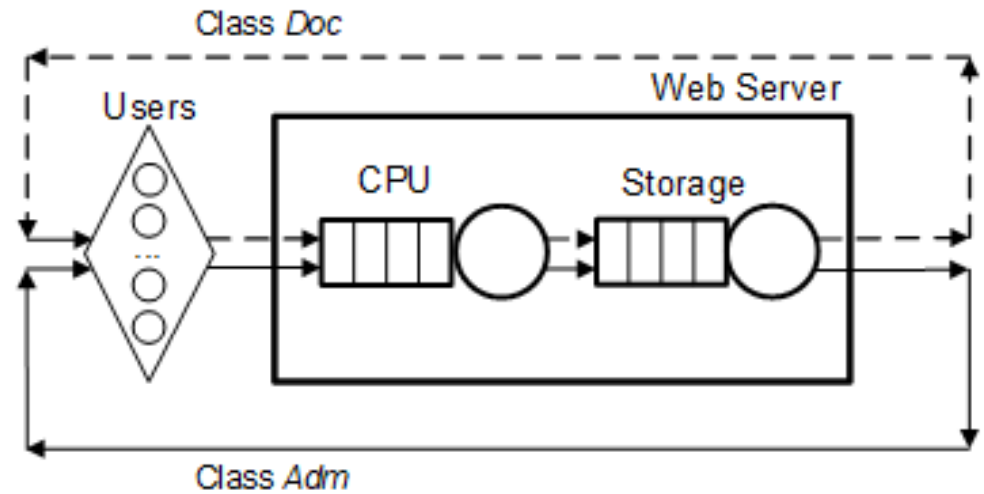 Class Doc
Web Server
Users
CPU
Storage
...
Class Adm